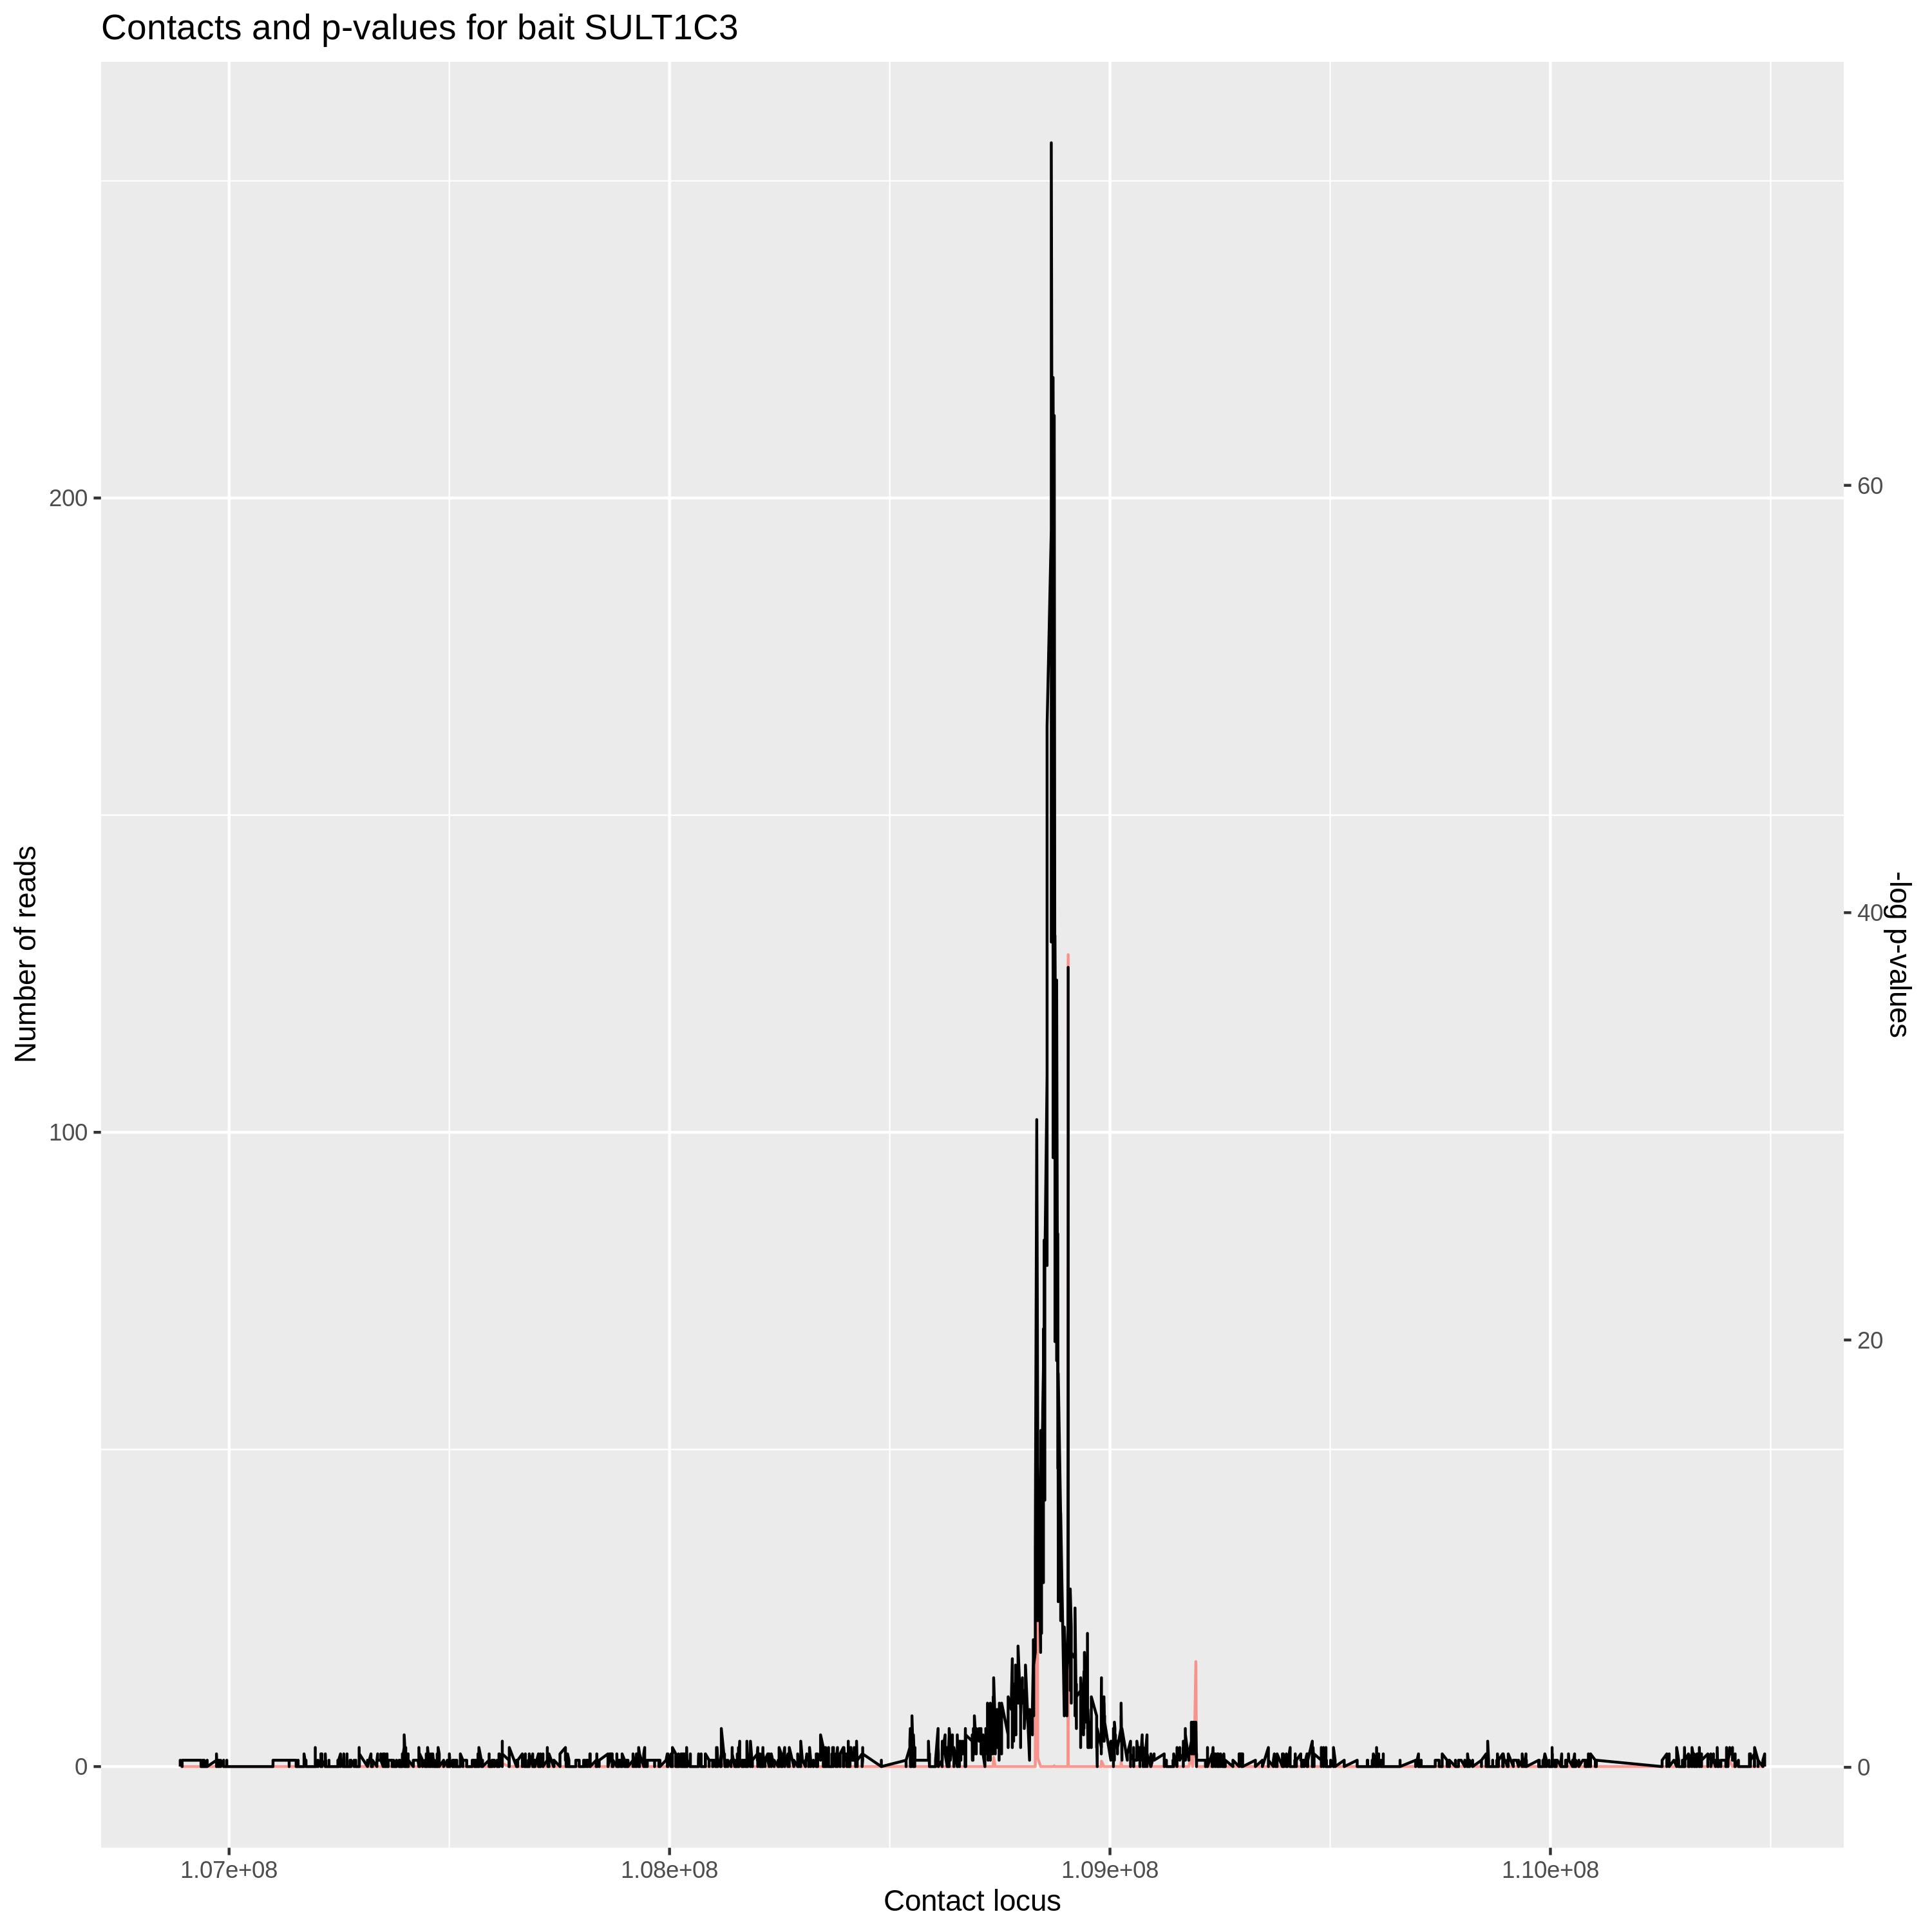 Contacts and p-values for bait SULT1C3
Number of reads
200
100
0
60
40
20
0
-log p-values
1.07e+08 1.08e+08 1.09e+08 1.10e+08
Contact locus